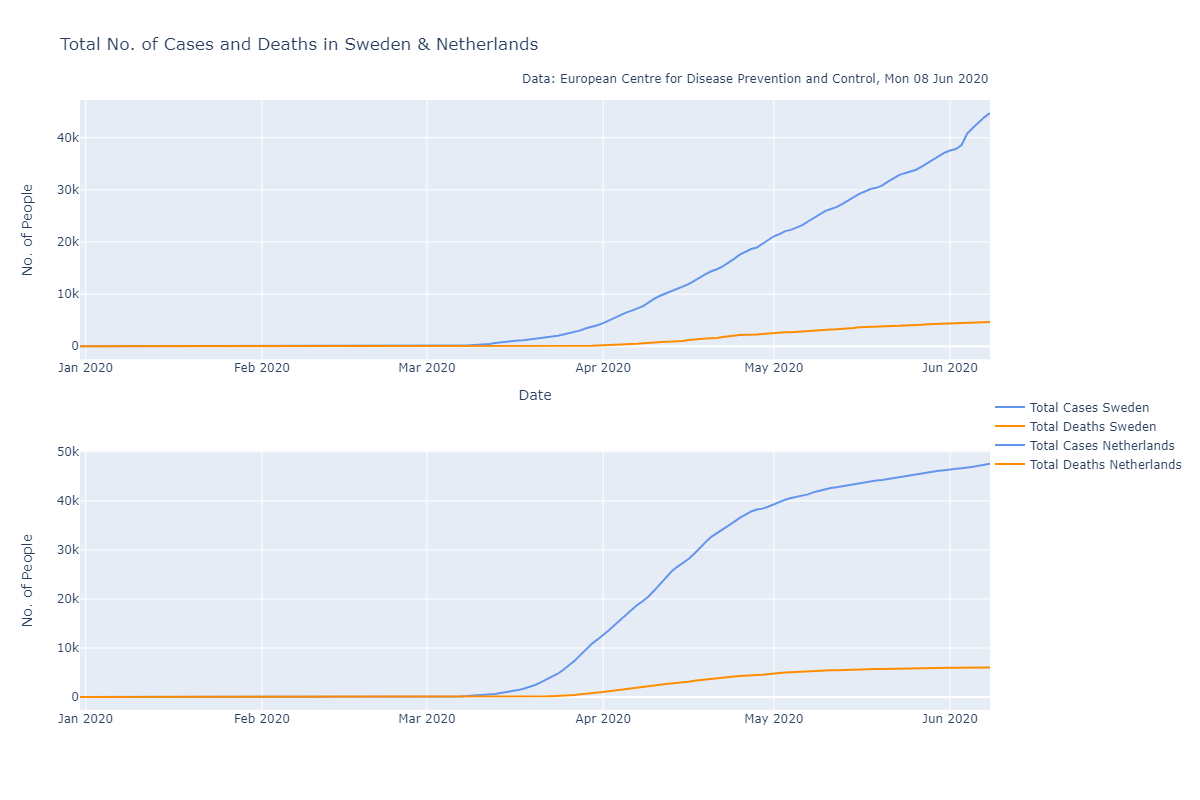 Total No. of Cases and Deaths in Sweden & Netherlands
Data: European Centre for Disease Prevention and Control, Mon 08 Jun 2020
No. of People
40k
30k
20k
10k
0
Jan 2020 Feb 2020 Mar 2020 Apr 2020 May 2020 Jun 2020
Date
Total Cases Sweden
Total Deaths Sweden
Total Cases Netherlands
Total Deaths Netherlands
No. of People
50k
40k
30k
20k
10k
0
Jan 2020 Feb 2020 Mar 2020 Apr 2020 May 2020 Jun 2020